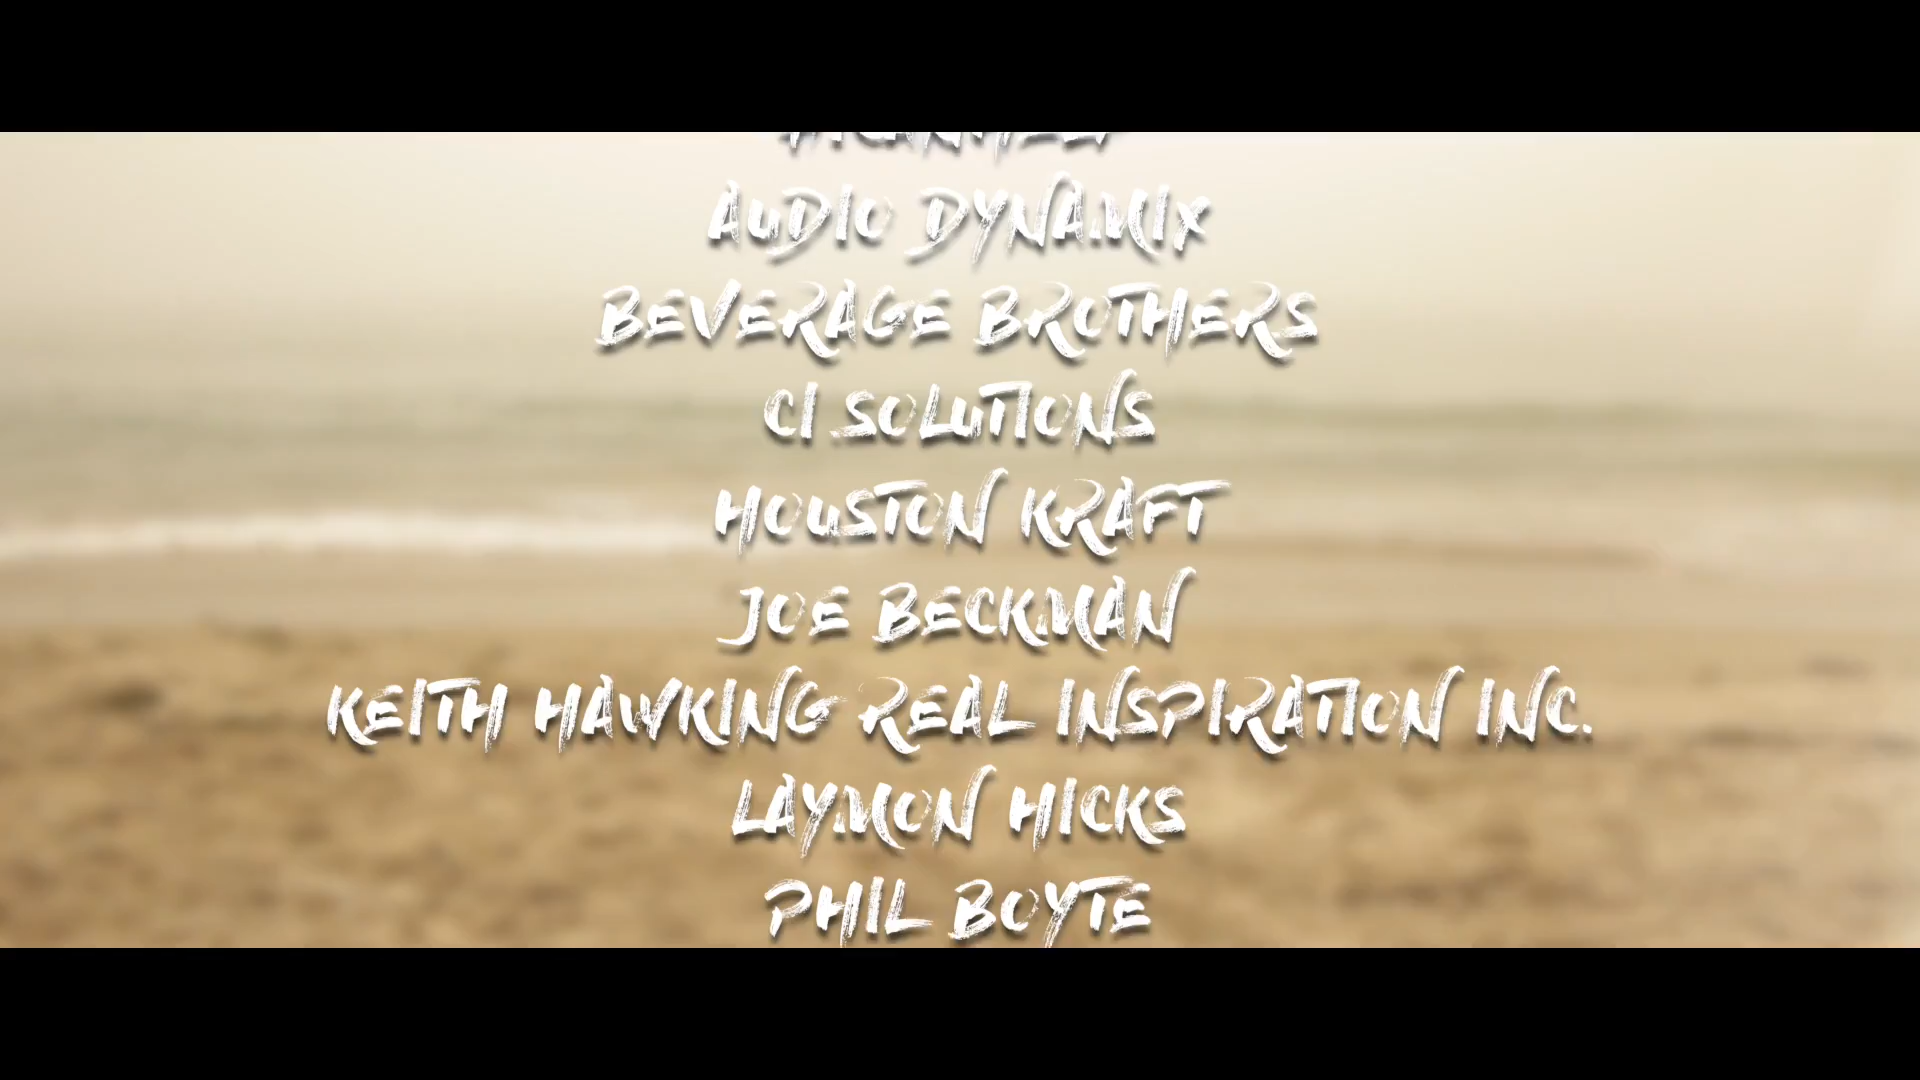 AUDIO DYNAMIX
BEVERAGE BROTHERS
CI SOLUTIONS
HOUSTON KRAFT
JOE BECKMAN
KEITH HAWKING REAL INSPIRATION INC.
LAYMON HICKS
PHIL BOYTE